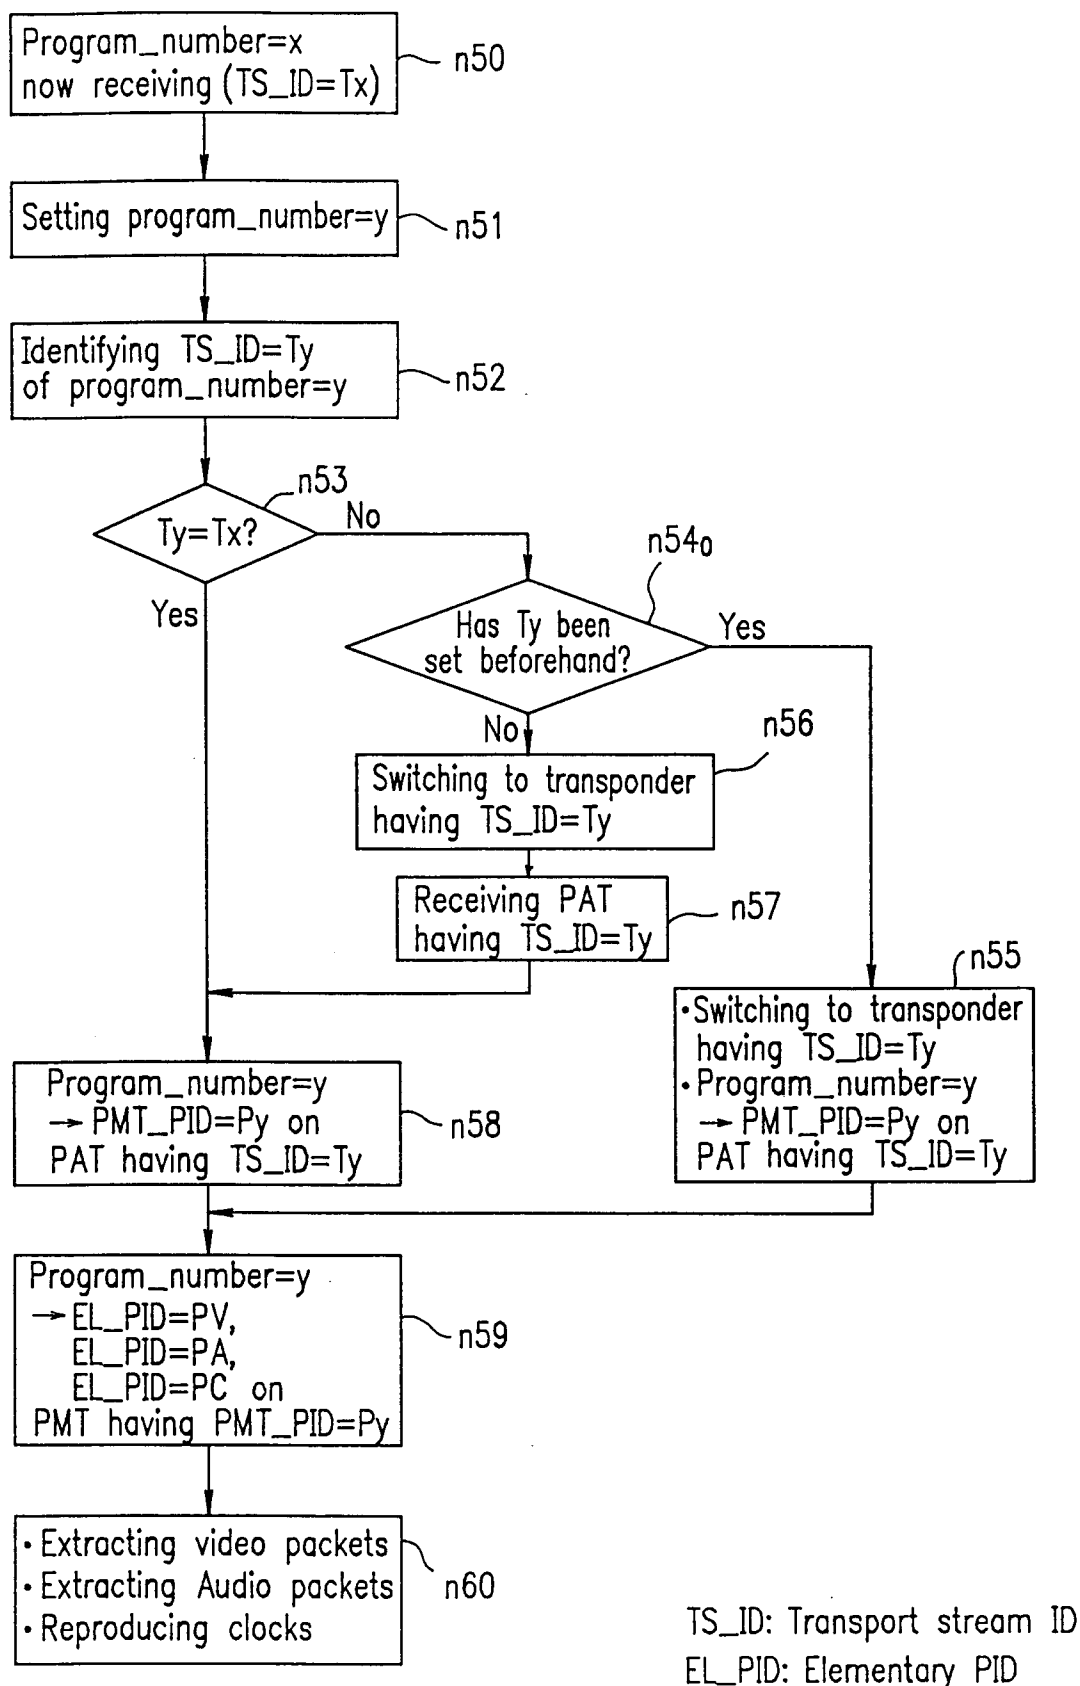 Program_number=x
now receiving (TS_ID=Tx)
n50
Setting program_number=y
n51
Identifying TS_ID=Ty
of program_number=y
n52
n53
Ty=Tx?
No
Yes
n54a
Has Ty been
set beforehand?
Yes
No
n56
Switching to transponder
having TS_ID=Ty
Receiving PAT
having TS_ID=Ty
n57
n55
·Switching to transponder
having TS_ID=Ty
·Program_number=y
→ PMT_PID=Py on
PAT having TS_ID=Ty
Program_number=y
→ PMT_PID=Py on
PAT having TS_ID=Ty
n58
Program_number=y
→ EL_PID=PV,
EL_PID=PA,
EL_PID=PC on
PMT having PMT_PID=Py
n59
·Extracting video packets
·Extracting Audio packets
·Reproducing clocks
n60
TS_ID: Transport stream ID
EL_PID: Elementary PID